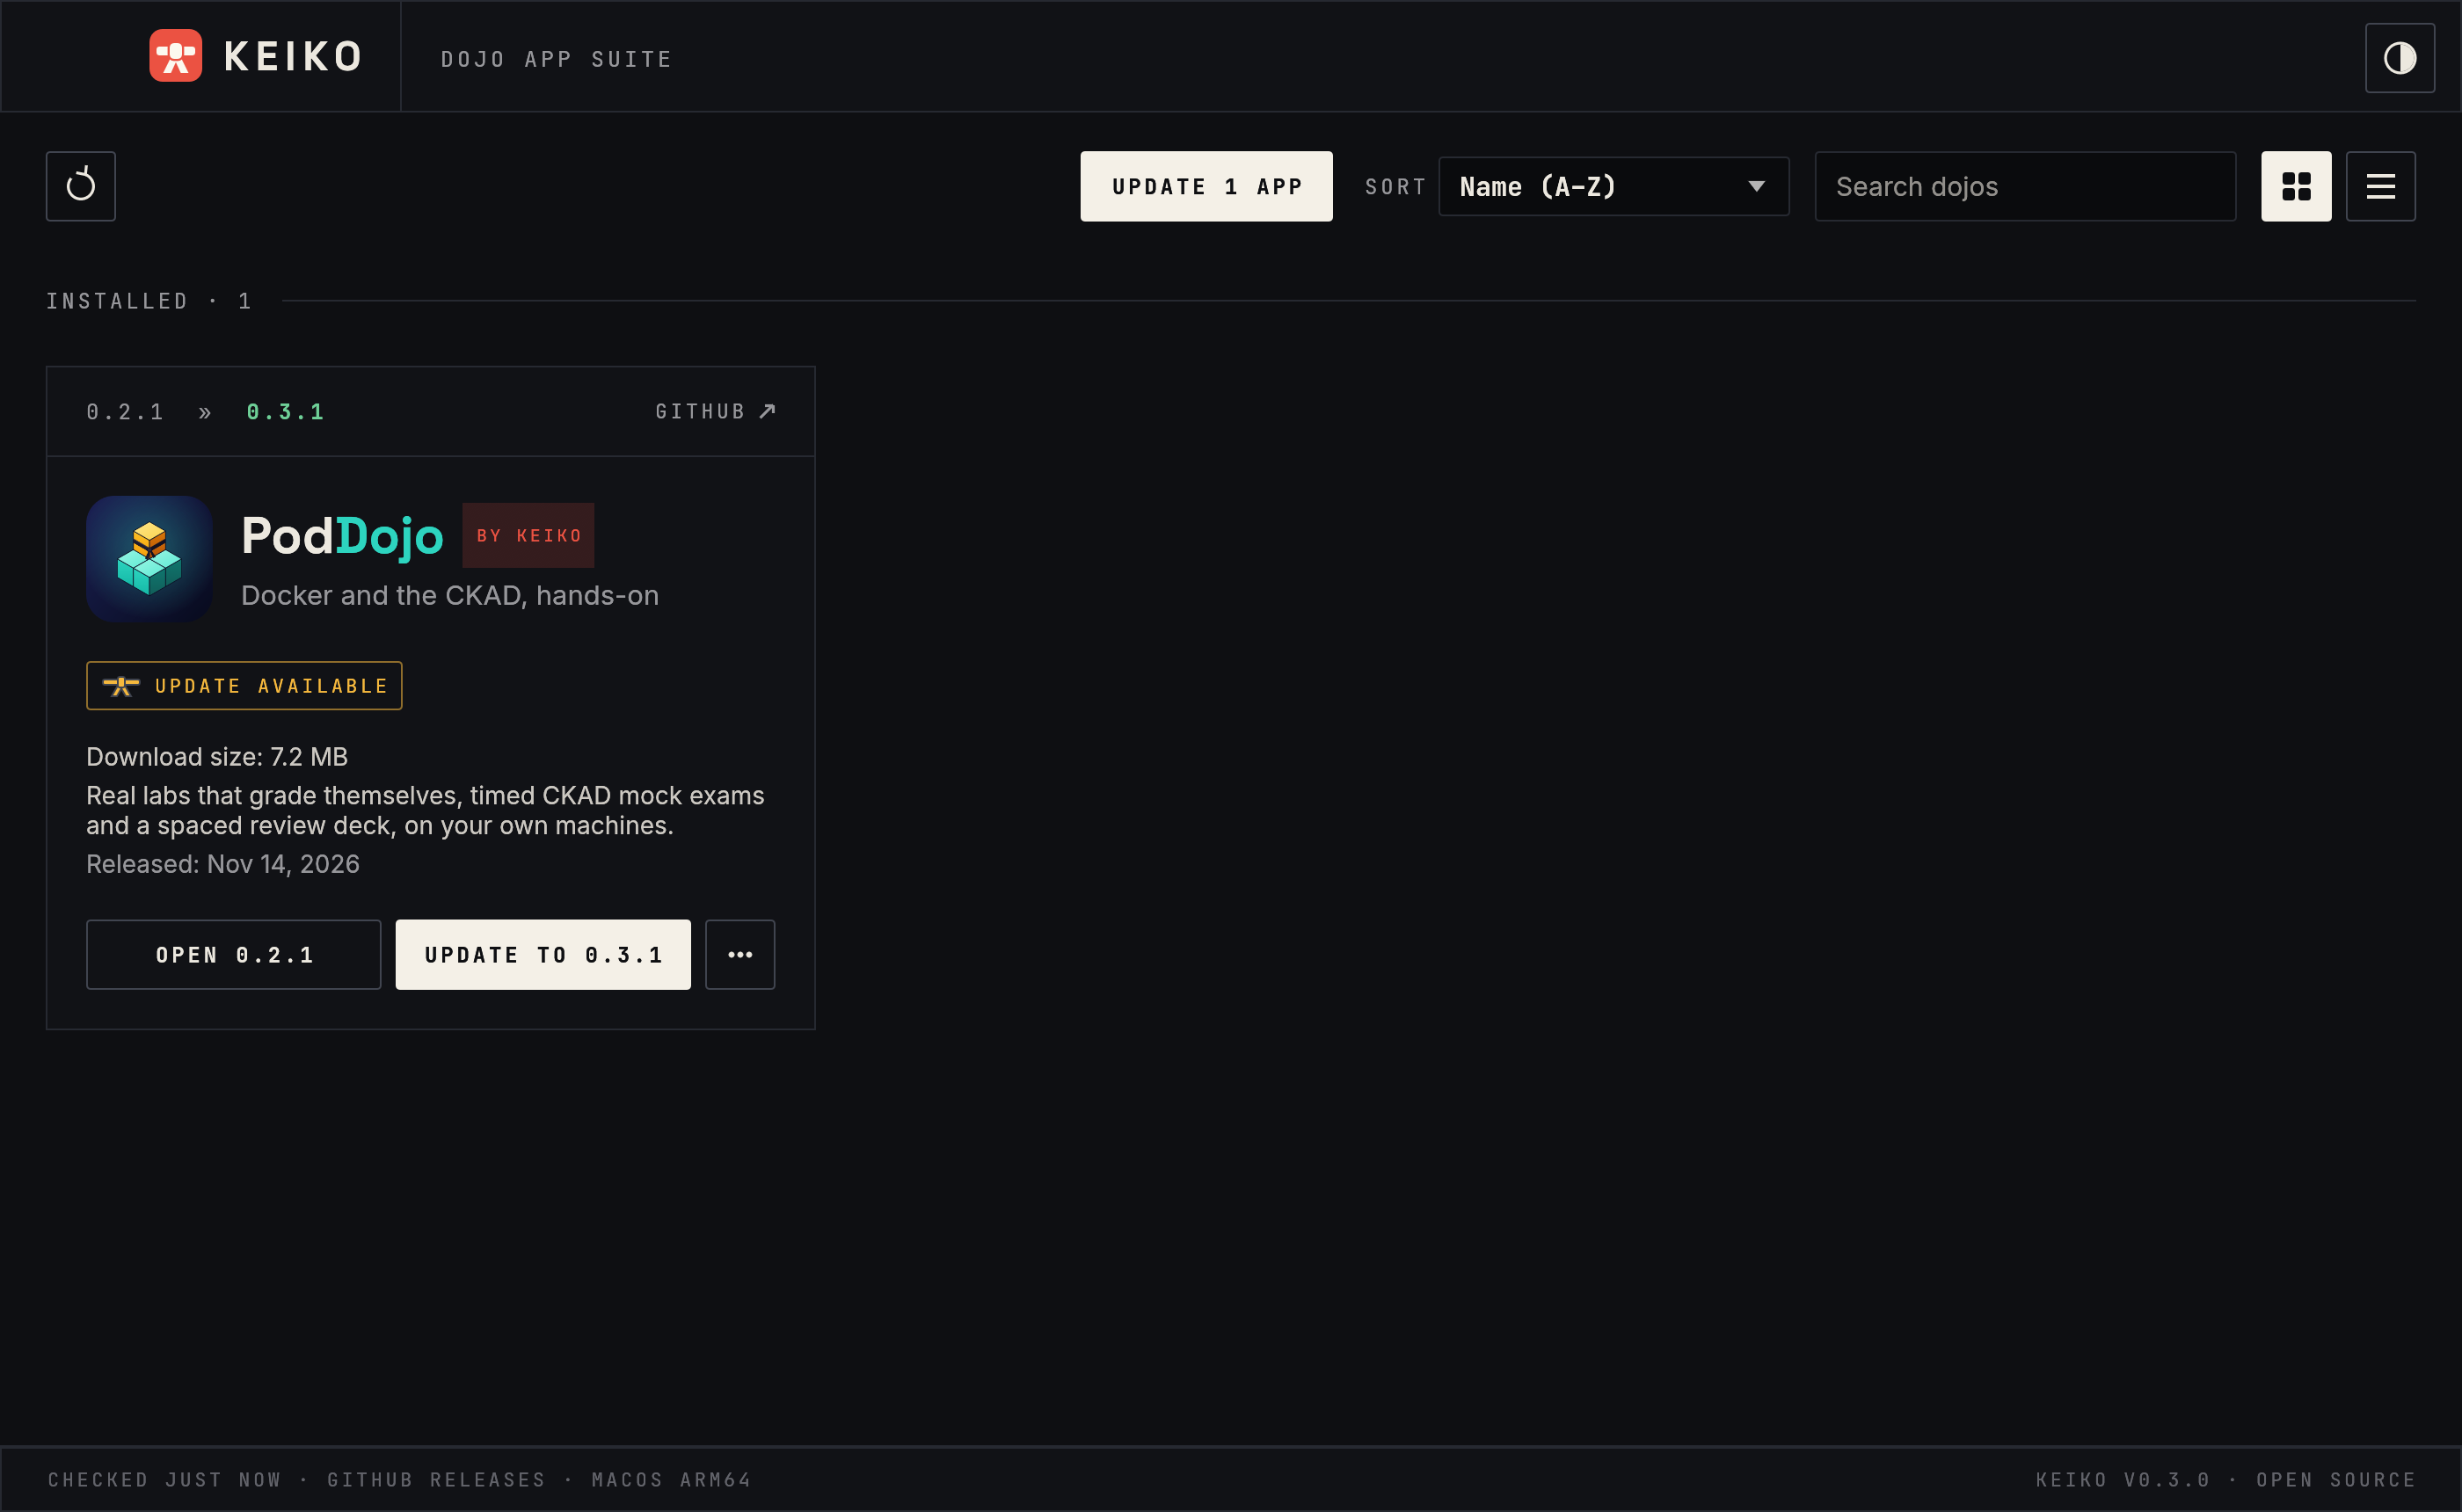 KEIKO
DOJO APP SUITE
UPDATE 1 APP
SORT
Name (A–Z)
Search dojos
INSTALLED · 1
0.2.1 » 0.3.1
GITHUB ↗
PodDojo
BY KEIKO
Docker and the CKAD, hands-on
UPDATE AVAILABLE
Download size: 7.2 MB
Real labs that grade themselves, timed CKAD mock exams
and a spaced review deck, on your own machines.
Released: Nov 14, 2026
OPEN 0.2.1
UPDATE TO 0.3.1
CHECKED JUST NOW · GITHUB RELEASES · MACOS ARM64
KEIKO V0.3.0 · OPEN SOURCE